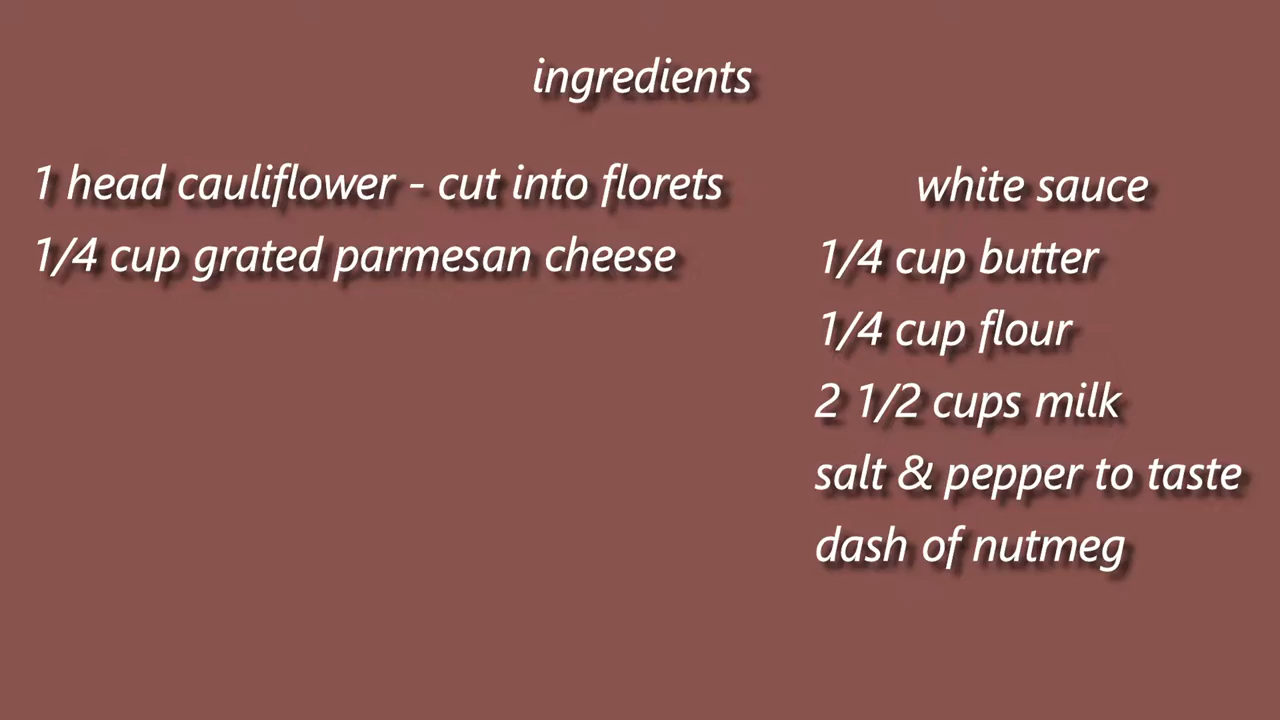 ingredients
1 head cauliflower - cut into florets
1/4 cup grated parmesan cheese
white sauce
1/4 cup butter
1/4 cup flour
2 1/2 cups milk
salt & pepper to taste
dash of nutmeg